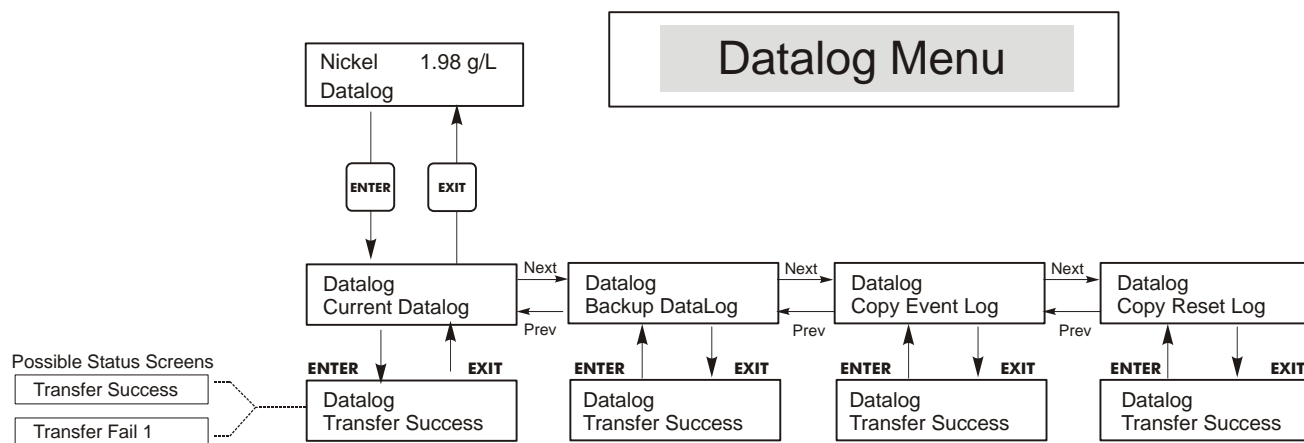 Datalog Menu
Nickel 1.98 g/L
Datalog
ENTER EXIT
Datalog
Current Datalog
Next
Prev
Datalog
Backup DataLog
Next
Prev
Datalog
Copy Event Log
Next
Prev
Datalog
Copy Reset Log
Possible Status Screens
Transfer Success
Transfer Fail 1
ENTER EXIT
Datalog
Transfer Success
ENTER EXIT
Datalog
Transfer Success
ENTER EXIT
Datalog
Transfer Success
ENTER EXIT
Datalog
Transfer Success